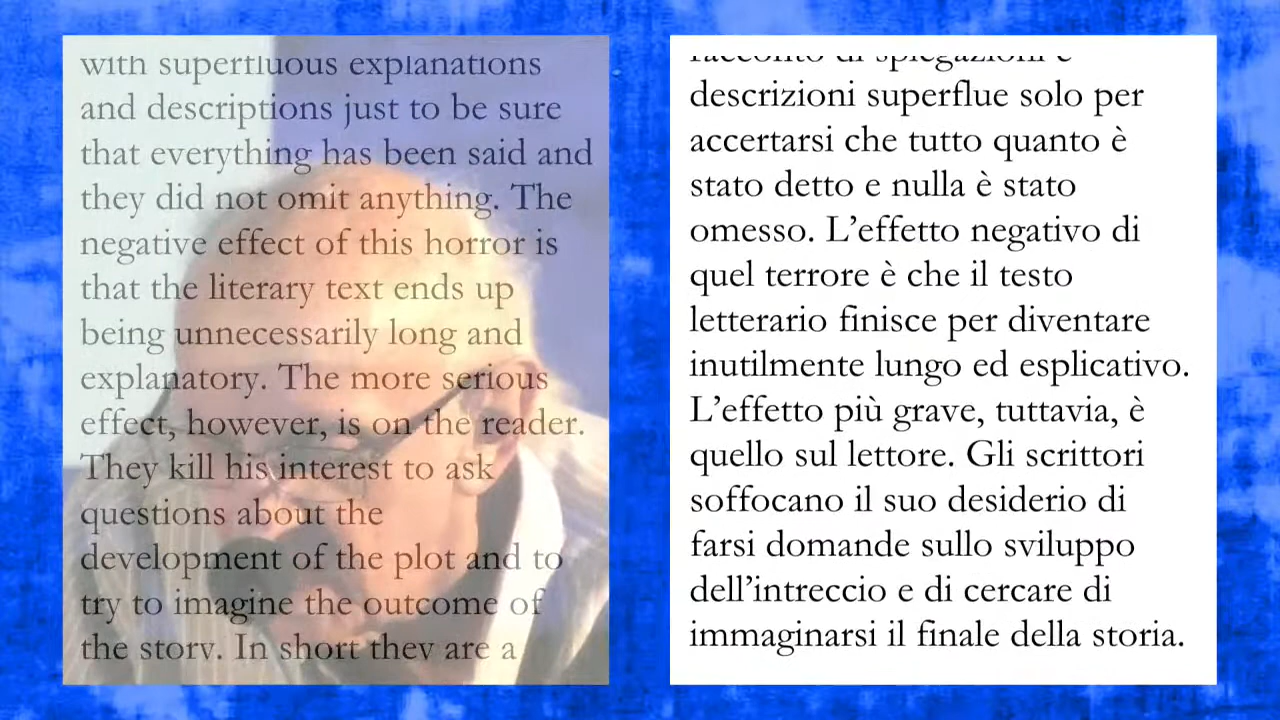 with superfluous explanations
and descriptions just to be sure
that everything has been said and
they did not omit anything. The
negative effect of this horror is
that the literary text ends up
being unnecessarily long and
explanatory. The more serious
effect, however, is on the reader.
They kill his interest to ask
questions about the
development of the plot and to
try to imagine the outcome of
the story. In short they are a
racconto di spiegazioni e
descrizioni superflue solo per
accertarsi che tutto quanto è
stato detto e nulla è stato
omesso. L’effetto negativo di
quel terrore è che il testo
letterario finisce per diventare
inutilmente lungo ed esplicativo.
L’effetto più grave, tuttavia, è
quello sul lettore. Gli scrittori
soffocano il suo desiderio di
farsi domande sullo sviluppo
dell’intreccio e di cercare di
immaginarsi il finale della storia.